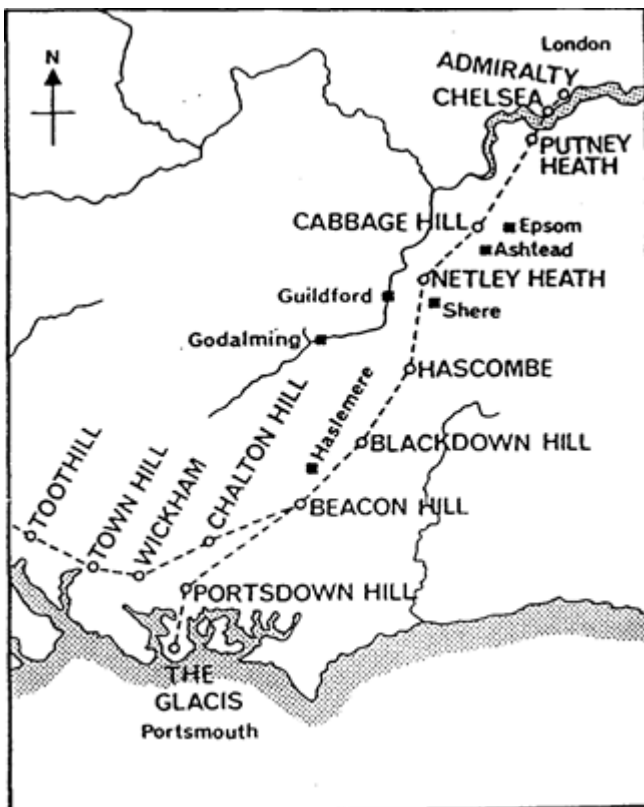 N
London
ADMIRALTY
CHELSEA
PUTNEY
HEATH
CABBAGE HILL
Epsom
Ashtead
NETLEY HEATH
Guildford
Shere
Godalming
HASCOMBE
Haslemere
BLACKDOWN HILL
CHALTON HILL
TOOTHILL
TOWN HILL
WICKHAM
BEACON HILL
PORTSDOWN HILL
THE
GLACIS
Portsmouth